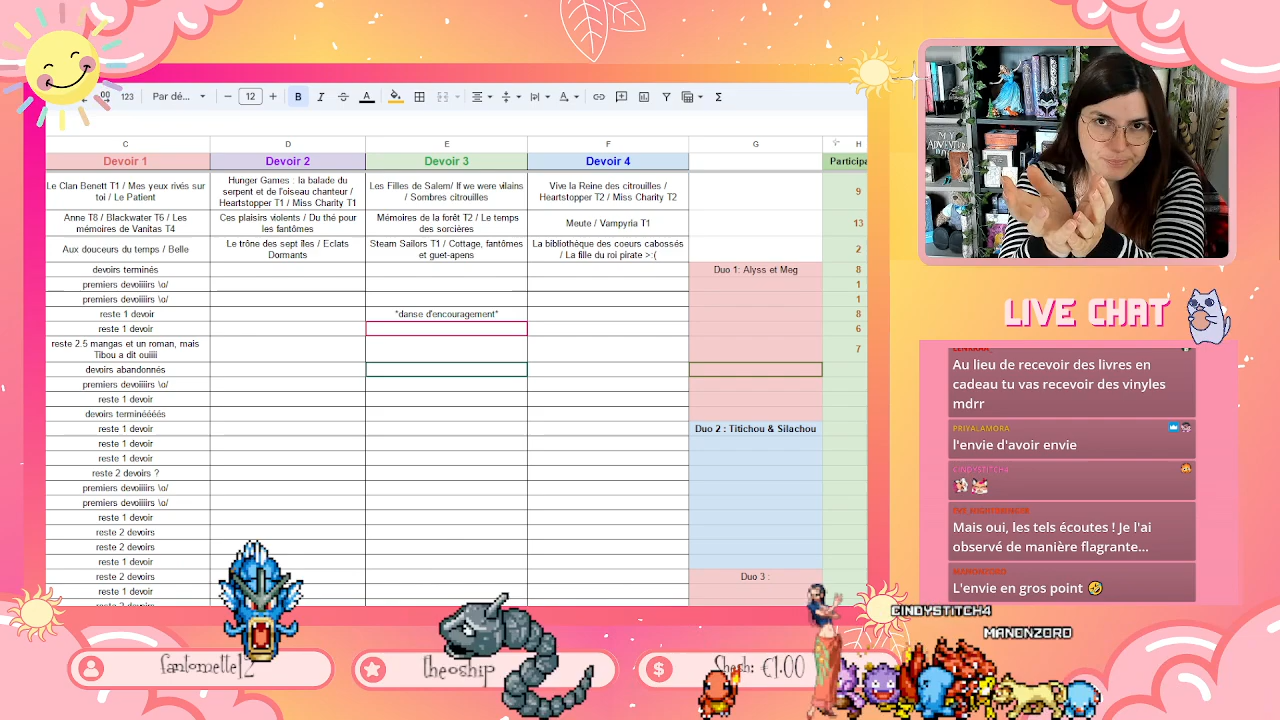 .00 123 Par dé... − 12 + B I A Σ
C D E F G H
Devoir 1 Devoir 2 Devoir 3 Devoir 4 Participa
Le Clan Benett T1 / Mes yeux rivés sur
toi / Le Patient
Hunger Games : la balade du
serpent et de l'oiseau chanteur /
Heartstopper T1 / Miss Charity T1
Les Filles de Salem/ If we were vilains
/ Sombres citrouilles
Vive la Reine des citrouilles /
Heartstopper T2 / Miss Charity T2
9
Anne T8 / Blackwater T6 / Les
mémoires de Vanitas T4
Ces plaisirs violents / Du thé pour
les fantômes
Mémoires de la forêt T2 / Le temps
des sorcières
Meute / Vampyria T1
13
Aux douceurs du temps / Belle
Le trône des sept îles / Eclats
Dormants
Steam Sailors T1 / Cottage, fantômes
et guet-apens
La bibliothèque des coeurs cabossés
/ La fille du roi pirate >:(
2
devoirs terminés Duo 1: Alyss et Meg 8
premiers devoiiiirs \o/ 1
premiers devoiiiirs \o/ 1
reste 1 devoir *danse d'encouragement* 8
reste 1 devoir 6
reste 2.5 mangas et un roman, mais
Tibou a dit ouiiii
7
devoirs abandonnés
premiers devoiiiirs \o/
reste 1 devoir
devoirs terminéééés
reste 1 devoir Duo 2 : Titichou & Silachou
reste 1 devoir
reste 1 devoir
reste 2 devoirs ?
premiers devoiiiirs \o/
premiers devoiiiirs \o/
reste 1 devoir
reste 2 devoirs
reste 2 devoirs
reste 1 devoir
reste 2 devoirs Duo 3 :
reste 1 devoir
reste 2 devoirs
MY
ADVENTURE
LIVE CHAT
Au lieu de recevoir des livres en
cadeau tu vas recevoir des vinyles
mdrr
PRIYALAMORA
l'envie d'avoir envie
CINDYSTITCH4
Mais oui, les tels écoutes ! Je l'ai
observé de manière flagrante...
MANONZORO
L'envie en gros point 🤣
CINDYSTITCH4
MANONZORO
fantomette12
theoship
$ Sherh: €1.00